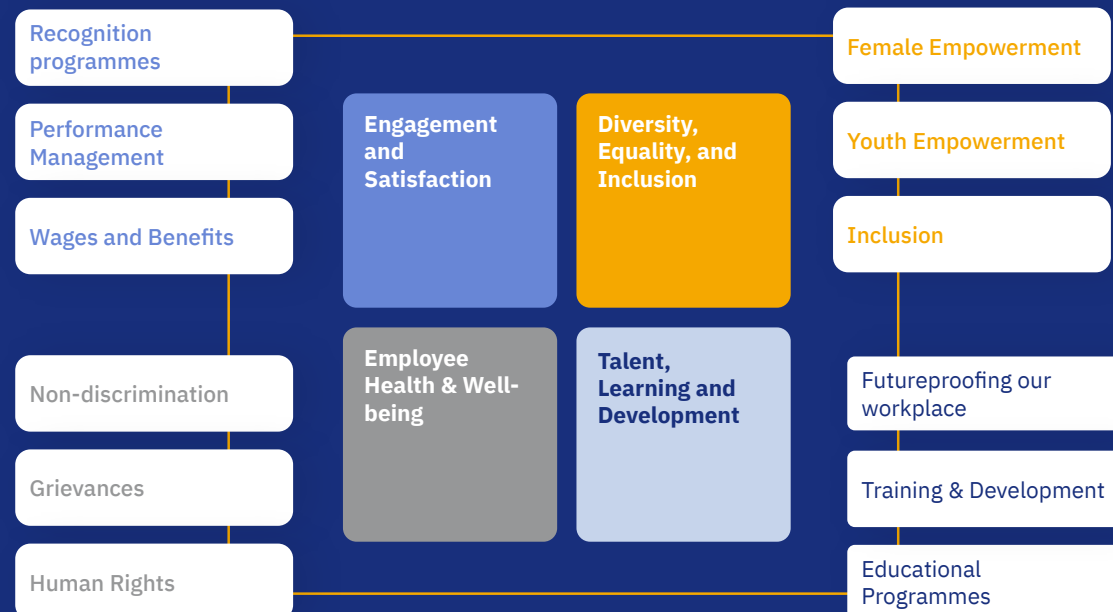 Recognition
programmes
Performance
Management
Wages and Benefits
Non-discrimination
Grievances
Human Rights
Engagement
and
Satisfaction
Diversity,
Equality, and
Inclusion
Employee
Health & Well-
being
Talent,
Learning and
Development
Female Empowerment
Youth Empowerment
Inclusion
Futureproofing our
workplace
Training & Development
Educational
Programmes